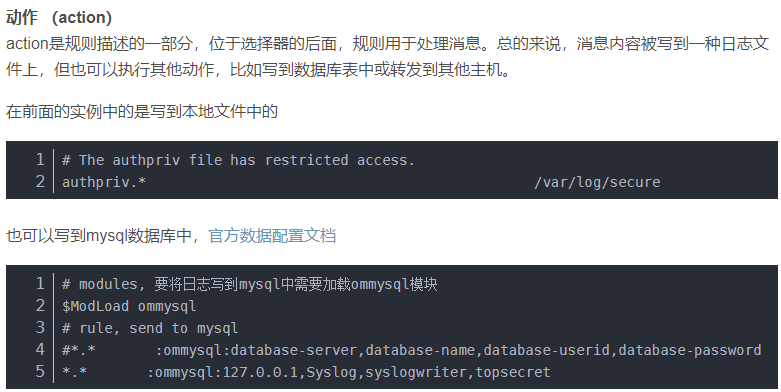 动作 （action）
action是规则描述的一部分，位于选择器的后面，规则用于处理消息。总的来说，消息内容被写到一种日志文
件上，但也可以执行其他动作，比如写到数据库表中或转发到其他主机。
在前面的实例中的是写到本地文件中的
1 # The authpriv file has restricted access.
2 authpriv.* /var/log/secure
也可以写到mysql数据库中，官方数据配置文档
1 # modules, 要将日志写到mysql中需要加载ommysql模块
2 $ModLoad ommysql
3 # rule, send to mysql
4 #*.* :ommysql:database-server,database-name,database-userid,database-password
5 *.* :ommysql:127.0.0.1,Syslog,syslogwriter,topsecret